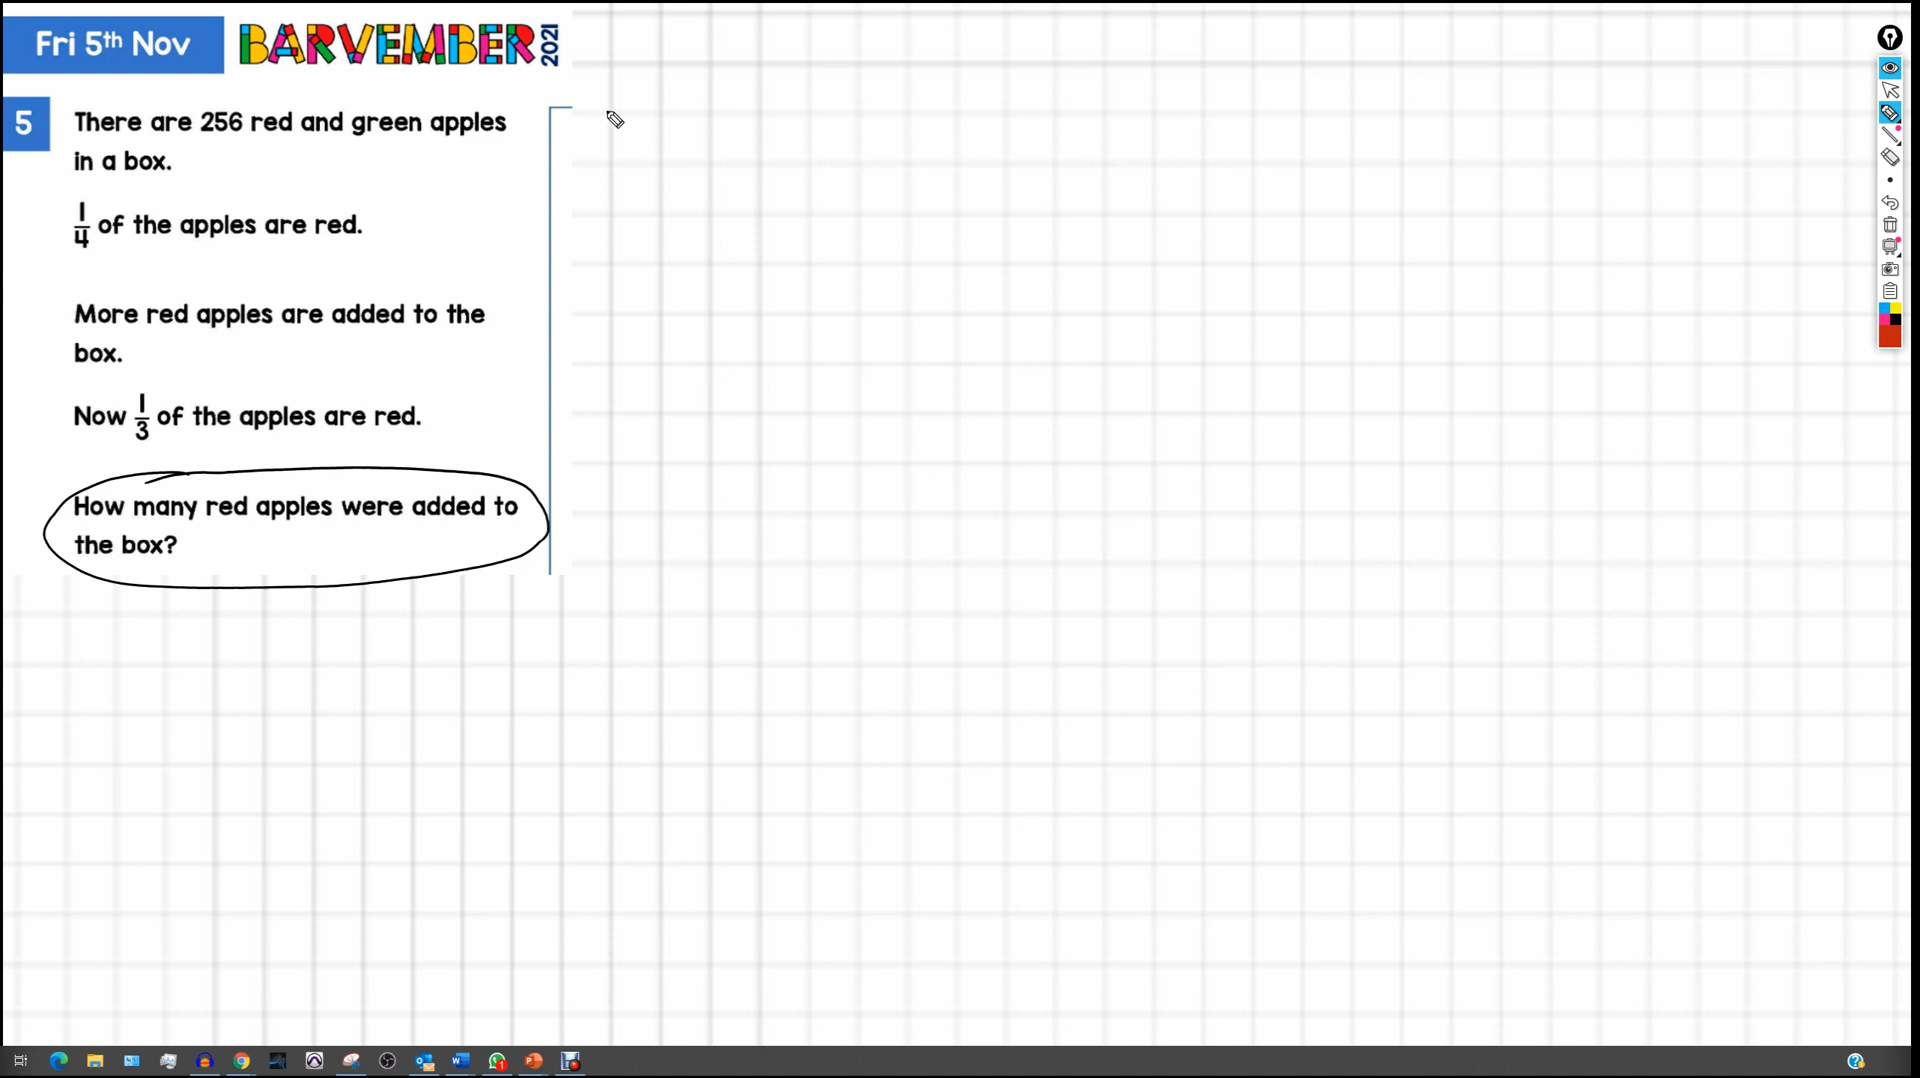 Fri 5th Nov
BARVEMBER 2021
5
There are 256 red and green apples
in a box.
1/4 of the apples are red.
More red apples are added to the
box.
Now 1/3 of the apples are red.
How many red apples were added to
the box?